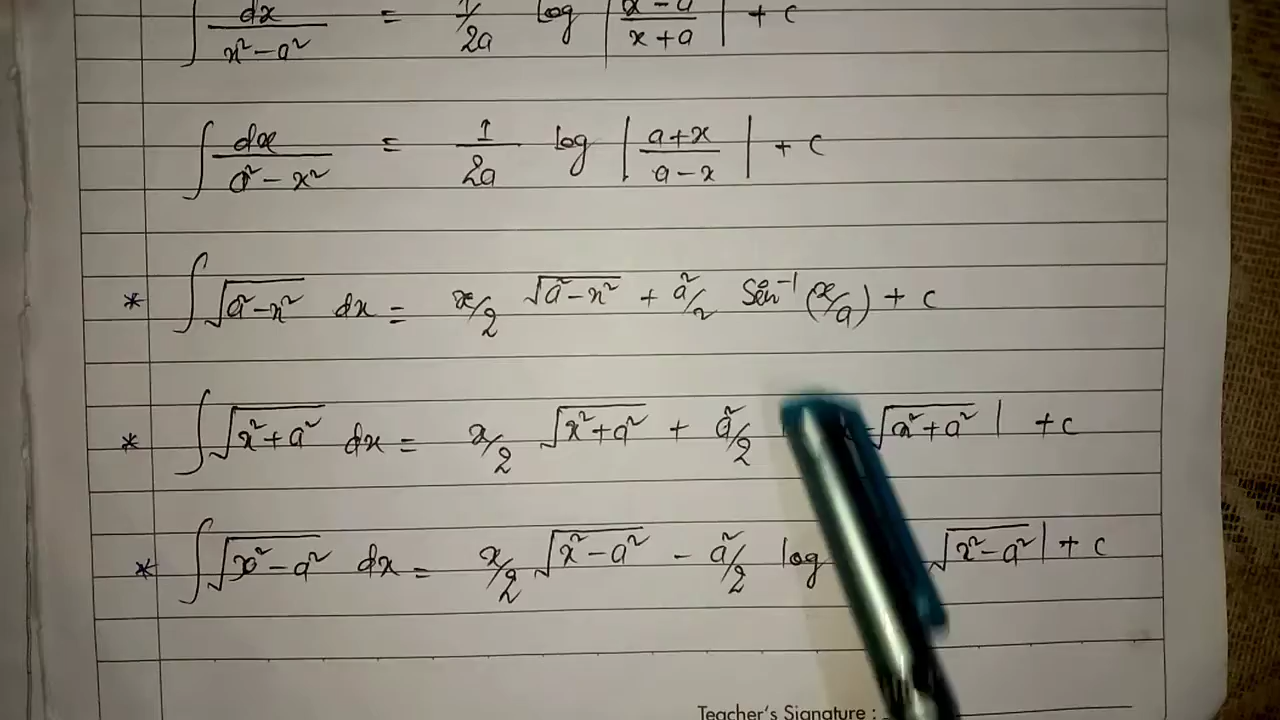 ∫ dx/(x² - a²) = 1/2a log |(x - a)/(x + a)| + c
∫ dx/(a² - x²) = 1/2a log |(a + x)/(a - x)| + c
* ∫ √(a² - x²) dx = x/2 √(a² - x²) + a²/2 Sin⁻¹ (x/a) + c
* ∫ √(x² + a²) dx = x/2 √(x² + a²) + a²/2 √(x² + a²) | + c
* ∫ √(x² - a²) dx = x/2 √(x² - a²) - a²/2 log √(x² - a²) | + c
Teacher's Signature :